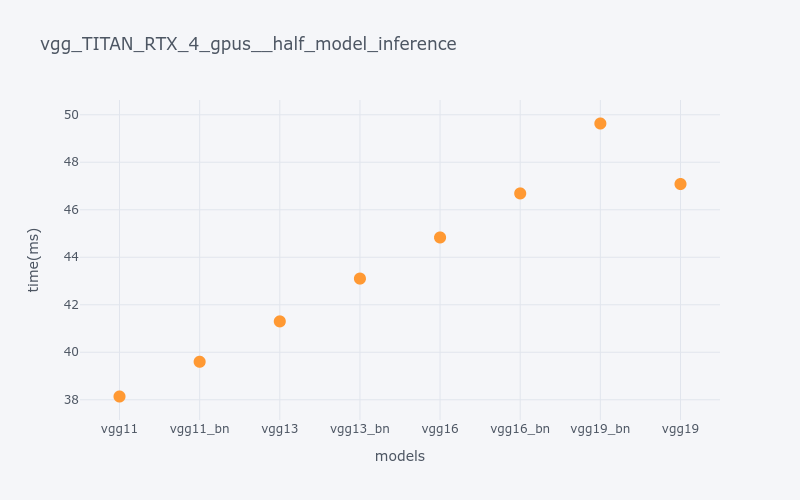 vgg_TITAN_RTX_4_gpus__half_model_inference
50
48
46
44
42
40
38
time(ms)
vgg11 vgg11_bn vgg13 vgg13_bn vgg16 vgg16_bn vgg19_bn vgg19
models